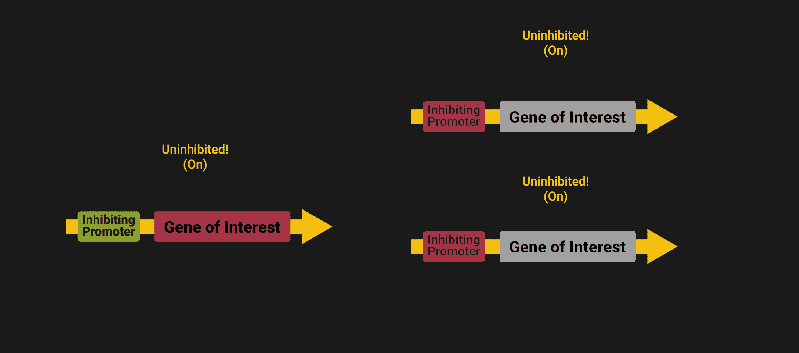 Uninhibited!
(On)
Inhibiting
Promoter
Gene of Interest
Uninhibited!
(On)
Inhibiting
Promoter
Gene of Interest
Uninhibited!
(On)
Inhibiting
Promoter
Gene of Interest